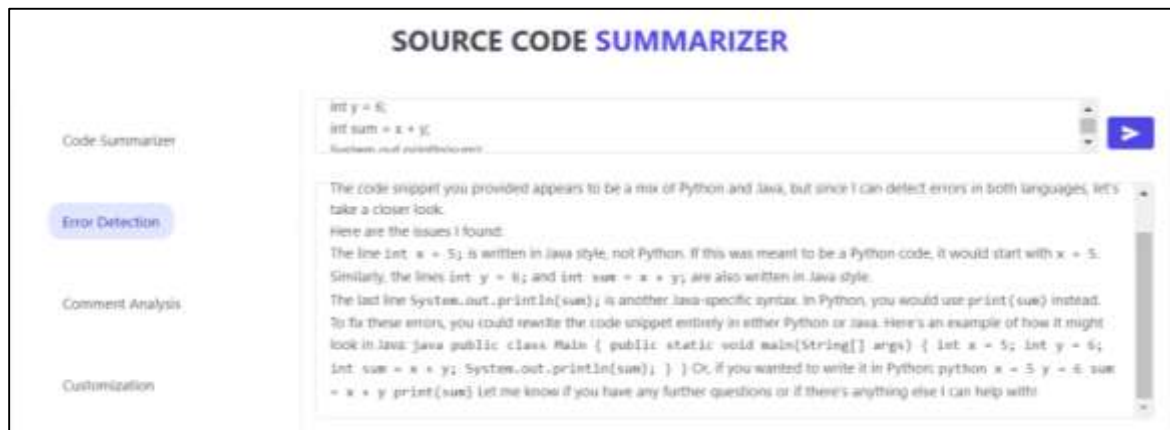 SOURCE CODE SUMMARIZER
int y = 6;
int sum = x + y;
System.out.println(sum);
Code Summarizer
Error Detection
Comment Analysis
Customization
The code snippet you provided appears to be a mix of Python and Java, but since I can detect errors in both languages, let's
take a closer look.
Here are the issues I found:
The line int x = 5; is written in Java style, not Python. If this was meant to be a Python code, it would start with x = 5.
Similarly, the lines int y = 6; and int sum = x + y; are also written in Java style.
The last line System.out.println(sum); is another Java-specific syntax. In Python, you would use print(sum) instead.
To fix these errors, you could rewrite the code snippet entirely in either Python or Java. Here's an example of how it might
look in Java: java public class Main { public static void main(String[] args) { int x = 5; int y = 6;
int sum = x + y; System.out.println(sum); } } Or, if you wanted to write it in Python: python x = 5 y = 6 sum
= x + y print(sum) Let me know if you have any further questions or if there's anything else I can help with!